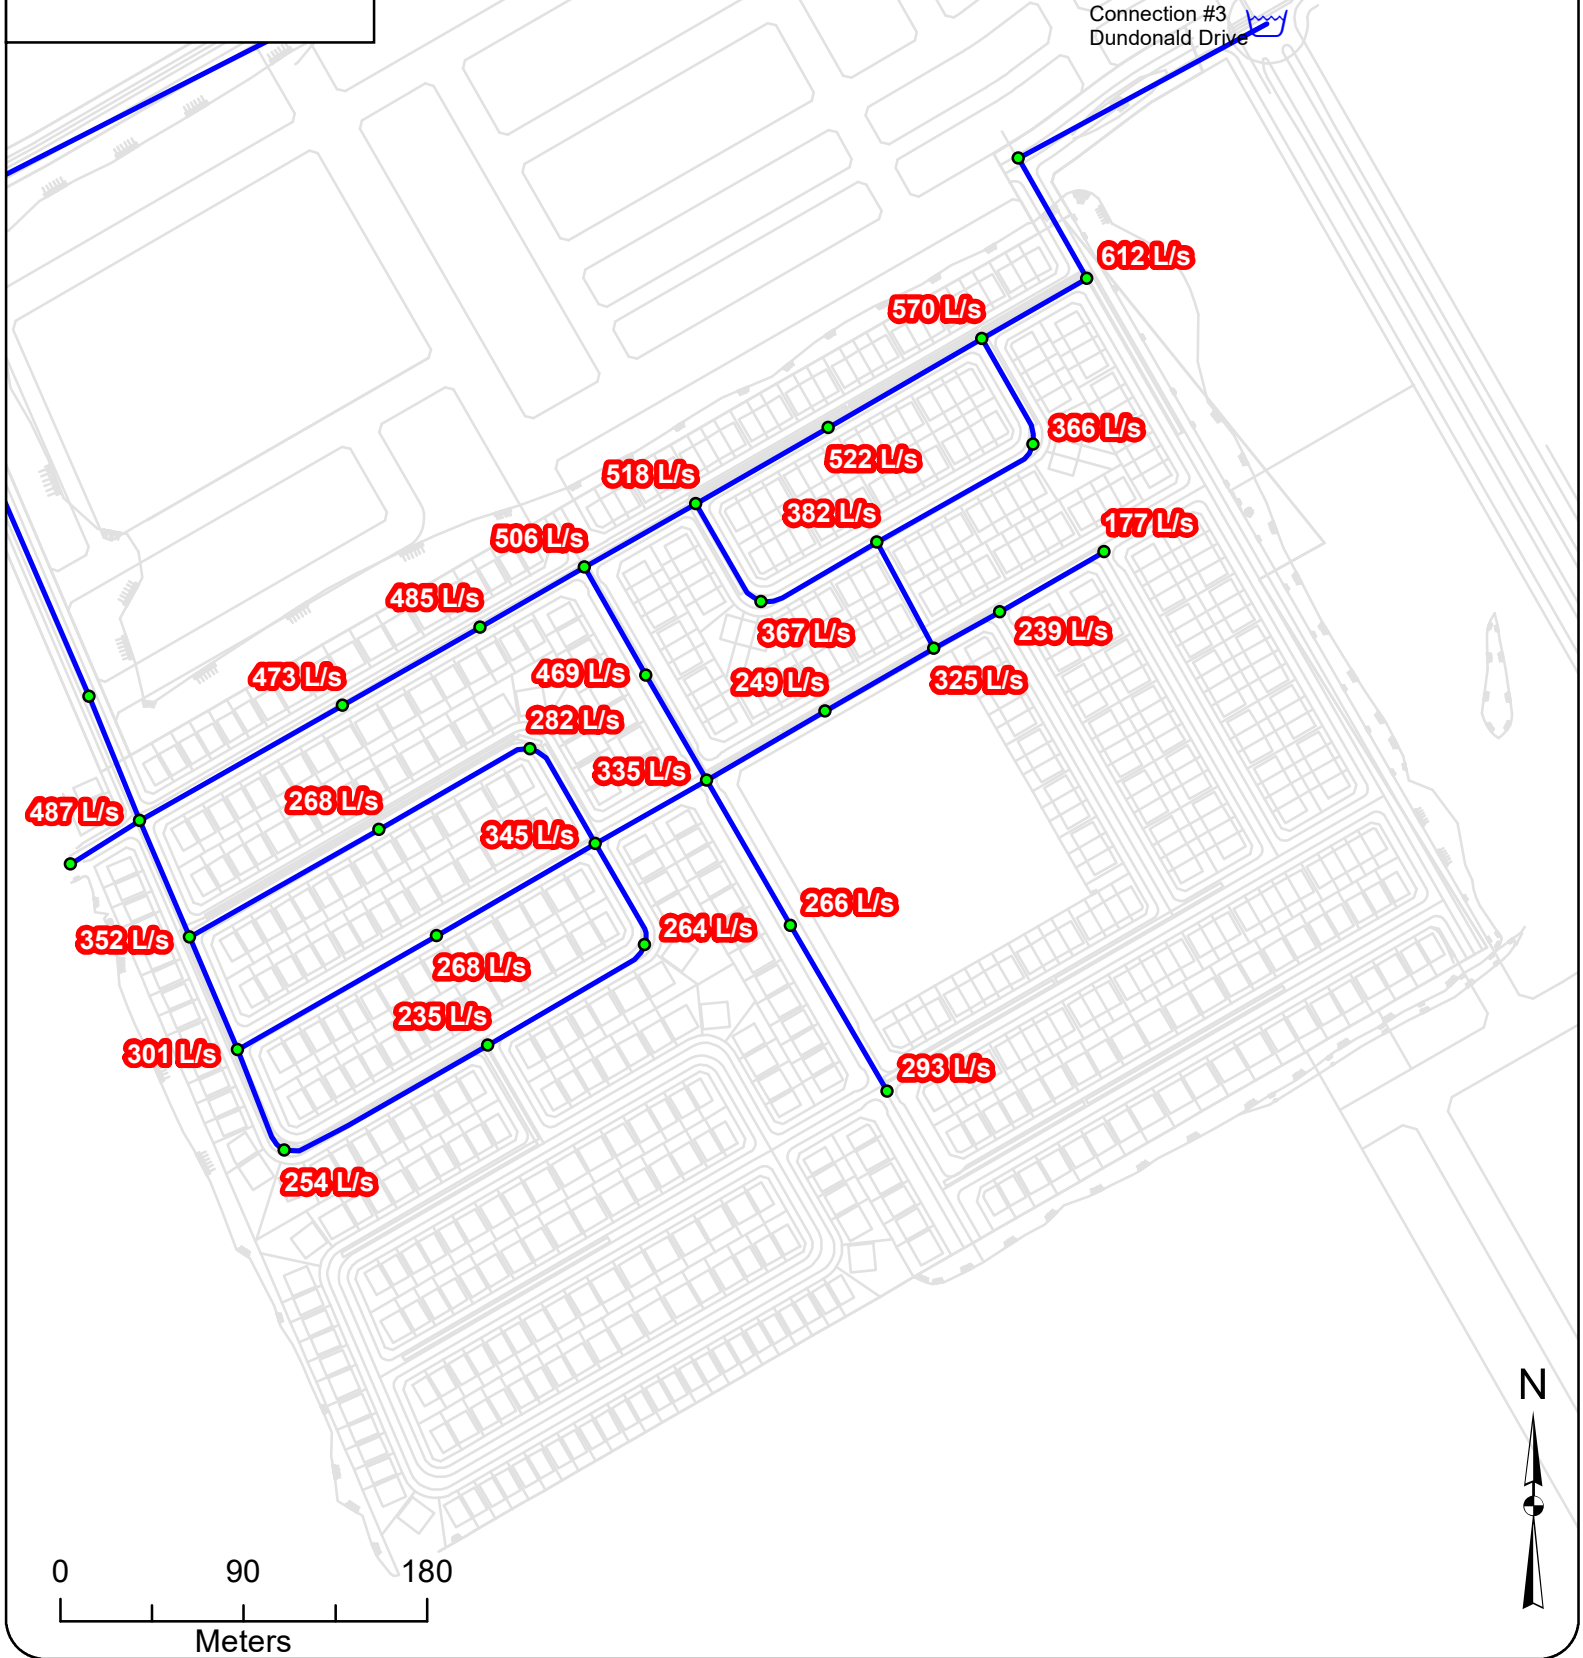 Connection #3
Dundonald Drive
612 L/s
570 L/s
366 L/s
522 L/s
518 L/s
382 L/s
177 L/s
506 L/s
485 L/s
367 L/s
239 L/s
469 L/s
249 L/s
325 L/s
473 L/s
282 L/s
335 L/s
487 L/s
268 L/s
345 L/s
266 L/s
352 L/s
264 L/s
268 L/s
235 L/s
301 L/s
293 L/s
254 L/s
N
0 90 180
Meters